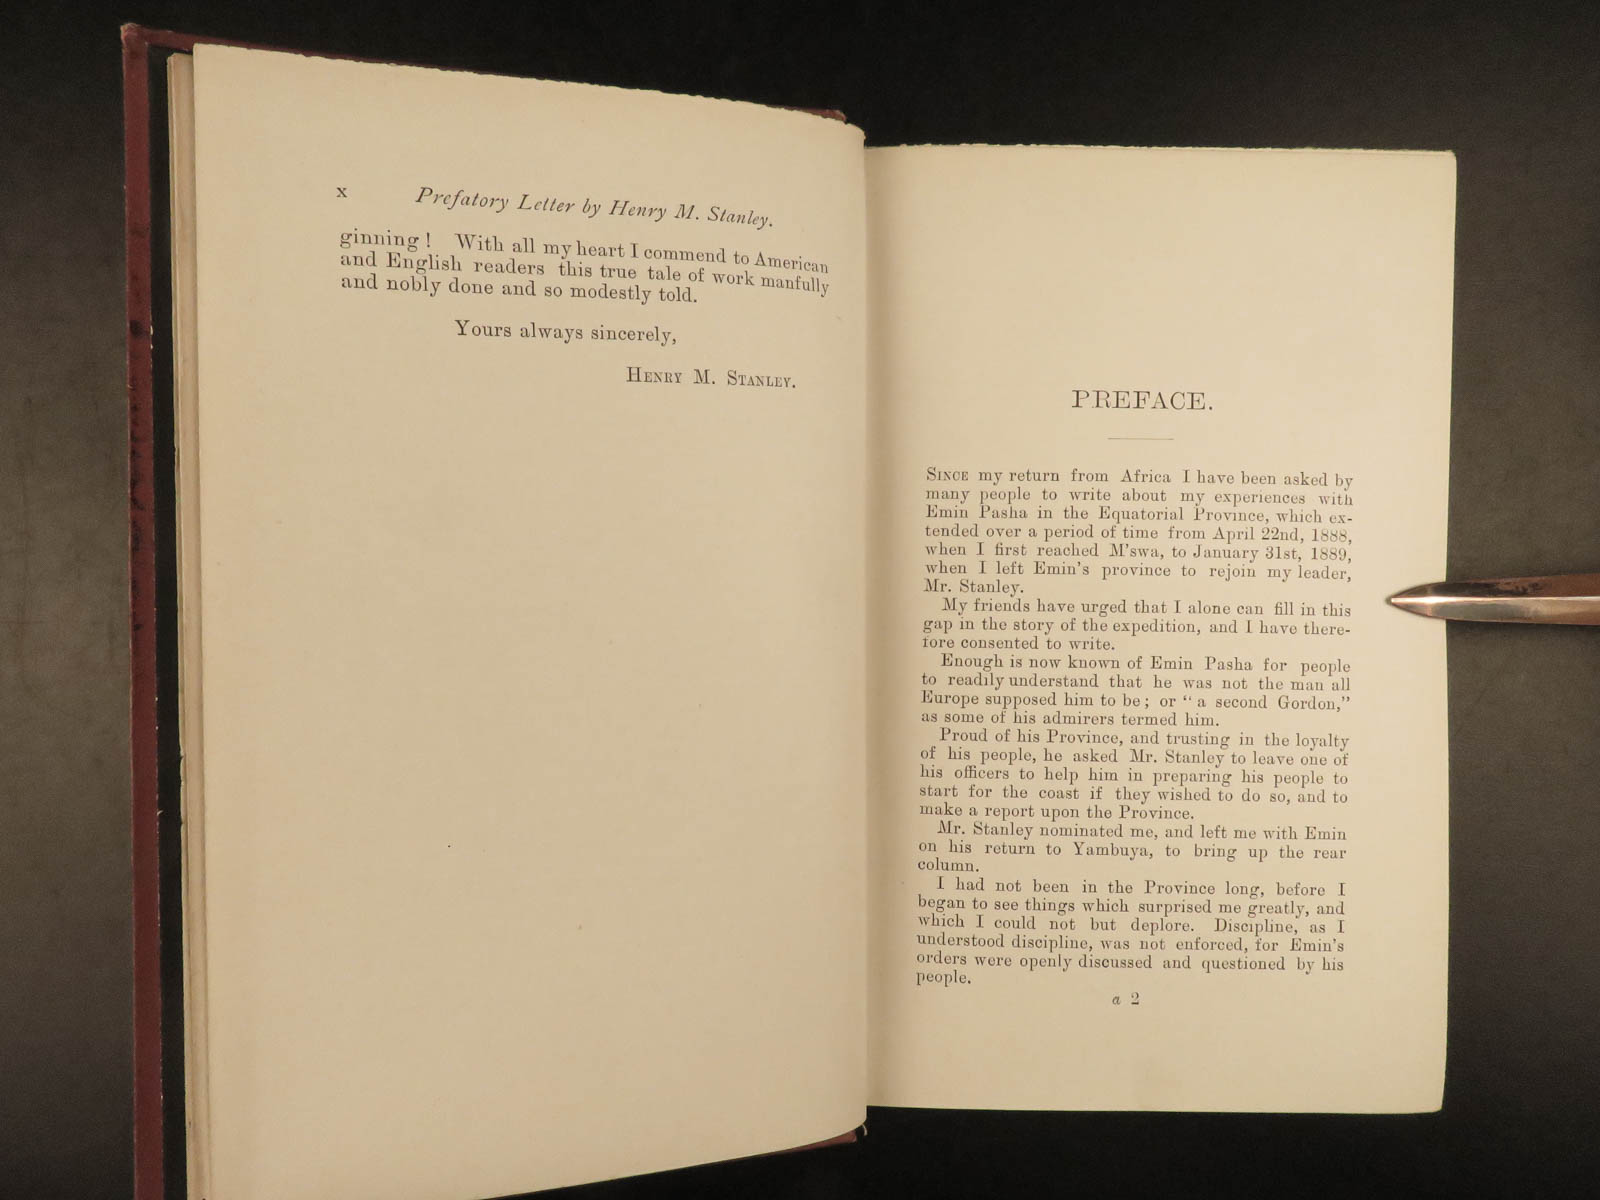 x Prefatory Letter by Henry M. Stanley.
ginning! With all my heart I commend to American
and English readers this true tale of work manfully
and nobly done and so modestly told.
Yours always sincerely,
HENRY M. STANLEY.
PREFACE.
SINCE my return from Africa I have been asked by
many people to write about my experiences with
Emin Pasha in the Equatorial Province, which ex-
tended over a period of time from April 22nd, 1888,
when I first reached M'swa, to January 31st, 1889,
when I left Emin's province to rejoin my leader,
Mr. Stanley.
My friends have urged that I alone can fill in this
gap in the story of the expedition, and I have there-
fore consented to write.
Enough is now known of Emin Pasha for people
to readily understand that he was not the man all
Europe supposed him to be; or "a second Gordon,"
as some of his admirers termed him.
Proud of his Province, and trusting in the loyalty
of his people, he asked Mr. Stanley to leave one of
his officers to help him in preparing his people to
start for the coast if they wished to do so, and to
make a report upon the Province.
Mr. Stanley nominated me, and left me with Emin
on his return to Yambuya, to bring up the rear
column.
I had not been in the Province long, before I
began to see things which surprised me greatly, and
which I could not but deplore. Discipline, as I
understood discipline, was not enforced, for Emin's
orders were openly discussed and questioned by his
people.
a 2